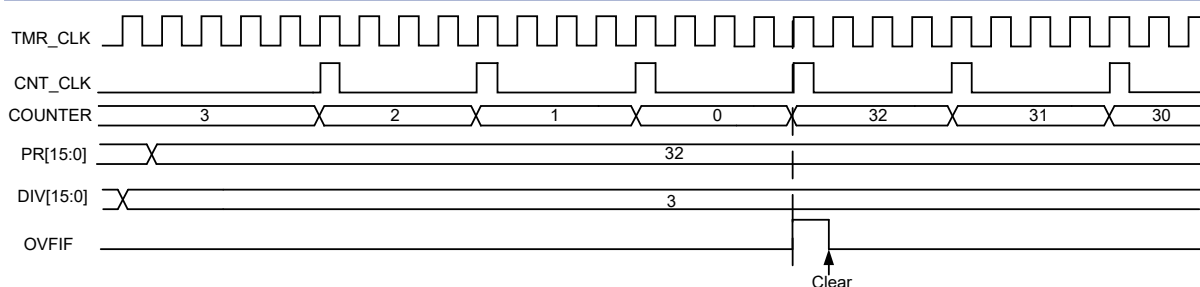 TMR_CLK
CNT_CLK
COUNTER 3 2 1 0 32 31 30
PR[15:0] 32
DIV[15:0] 3
OVFIF
Clear